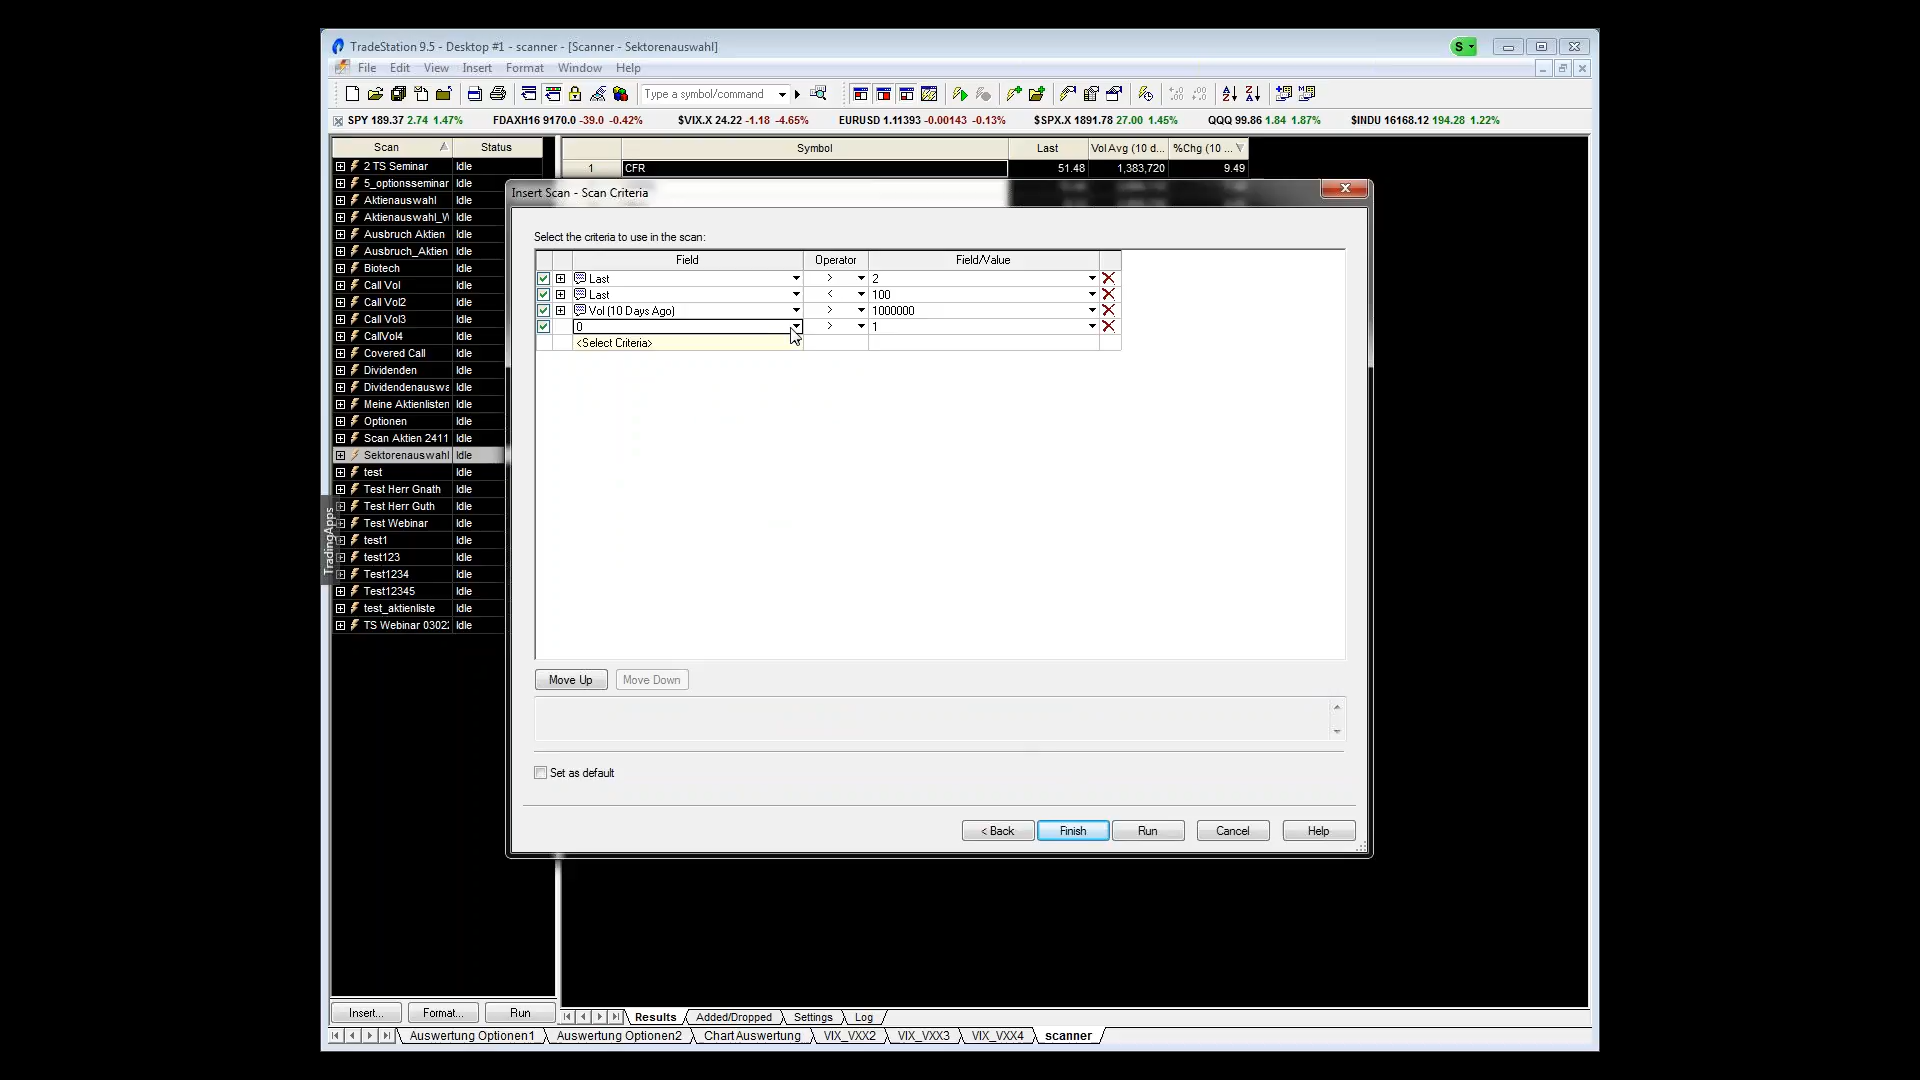 TradeStation 9.5 - Desktop #1 - scanner - [Scanner - Sektorenauswahl]
S
File Edit View Insert Format Window Help
Type a symbol/command
SPY 189.37 2.74 1.47% FDAXH16 9170.0 -39.0 -0.42% $VIX.X 24.22 -1.18 -4.65% EURUSD 1.11393 -0.00143 -0.13% $SPX.X 1891.78 27.00 1.45% QQQ 99.86 1.84 1.87% $INDU 16168.12 194.28 1.22%
Scan Status
Symbol Last Vol Avg (10 d... %Chg (10 ...
1 CFR 51.48 1,383,720 9.49
2 TS Seminar Idle
5_optionsseminar Idle
Aktienauswahl Idle
Aktienauswahl_W Idle
Ausbruch Aktien Idle
Ausbruch_Aktien Idle
Biotech Idle
Call Vol Idle
Call Vol2 Idle
Call Vol3 Idle
CallVol4 Idle
Covered Call Idle
Dividenden Idle
Dividendenauswa Idle
Meine Aktienlisten Idle
Optionen Idle
Scan Aktien 2411 Idle
Sektorenauswahl Idle
test Idle
Test Herr Gnath Idle
Test Herr Guth Idle
Test Webinar Idle
test1 Idle
test123 Idle
Test1234 Idle
Test12345 Idle
test_aktienliste Idle
TS Webinar 0302 Idle
TradingApps
Insert Scan - Scan Criteria
Select the criteria to use in the scan:
Field Operator Field/Value
Last > 2
Last < 100
Vol (10 Days Ago) > 1000000
0 > 1
<Select Criteria>
Move Up Move Down
Set as default
< Back Finish Run Cancel Help
Insert... Format... Run
Results Added/Dropped Settings Log
Auswertung Optionen1 Auswertung Optionen2 Chart Auswertung VIX_VXX2 VIX_VXX3 VIX_VXX4 scanner